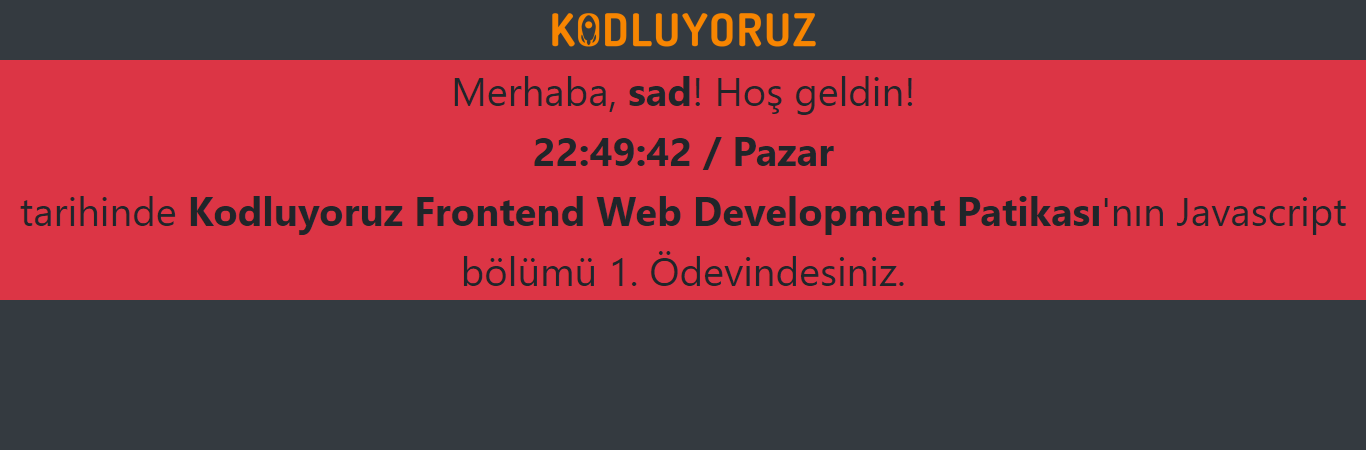 KODLUYORUZ
Merhaba, sad! Hoş geldin!
22:49:42 / Pazar
tarihinde Kodluyoruz Frontend Web Development Patikası'nın Javascript
bölümü 1. Ödevindesiniz.